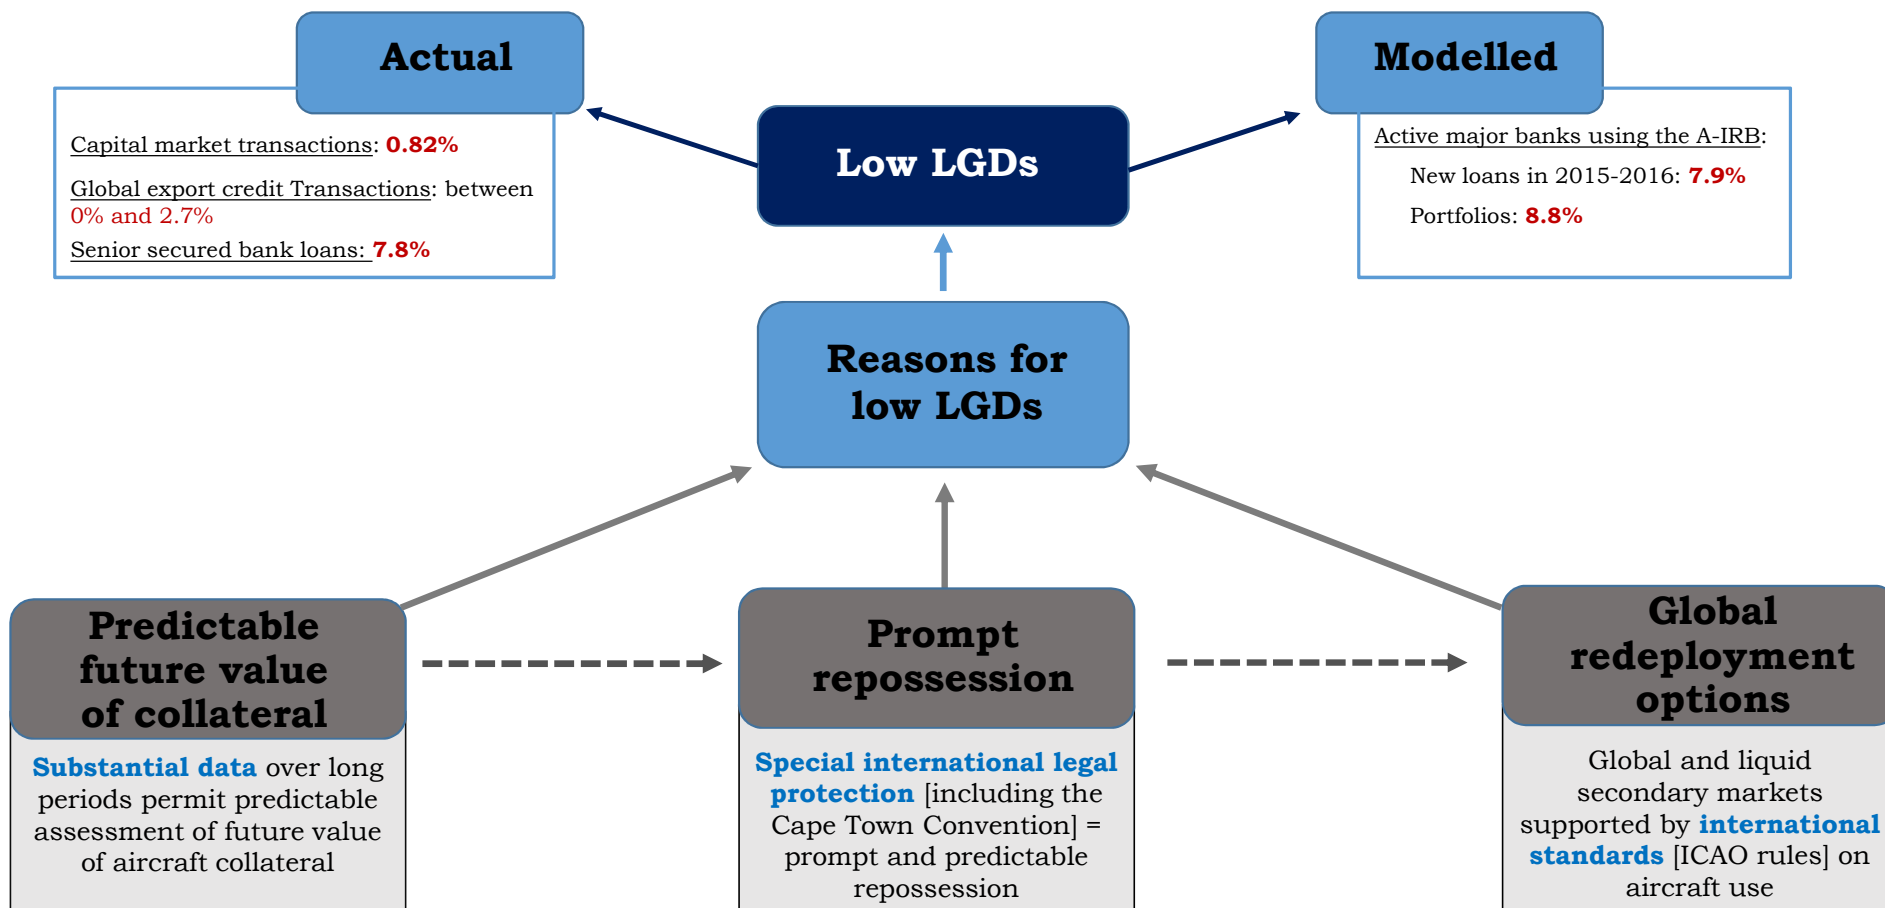 Actual
Capital market transactions: 0.82%
Global export credit Transactions: between
0% and 2.7%
Senior secured bank loans: 7.8%
Low LGDs
Modelled
Active major banks using the A-IRB:
New loans in 2015-2016: 7.9%
Portfolios: 8.8%
Reasons for
low LGDs
Predictable
future value
of collateral
Substantial data over long
periods permit predictable
assessment of future value
of aircraft collateral
Prompt
repossession
Special international legal
protection [including the
Cape Town Convention] =
prompt and predictable
repossession
Global
redeployment
options
Global and liquid
secondary markets
supported by international
standards [ICAO rules] on
aircraft use